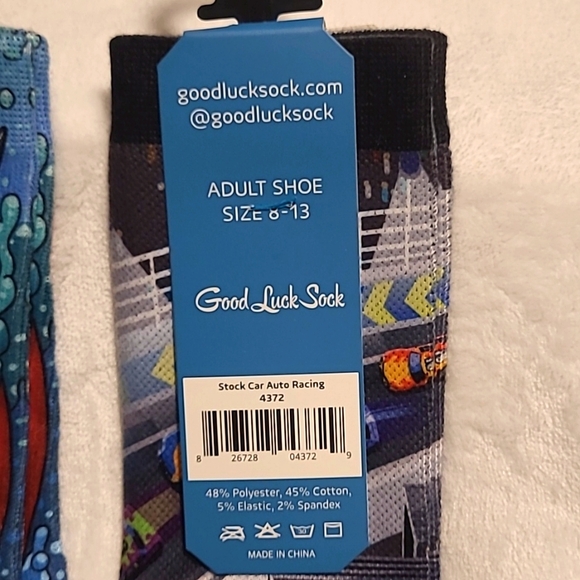 goodlucksock.com
@goodlucksock
ADULT SHOE
SIZE 8-13
Good Luck Sock
Stock Car Auto Racing
4372
8 26728 04372 9
48% Polyester, 45% Cotton,
5% Elastic, 2% Spandex
30
MADE IN CHINA